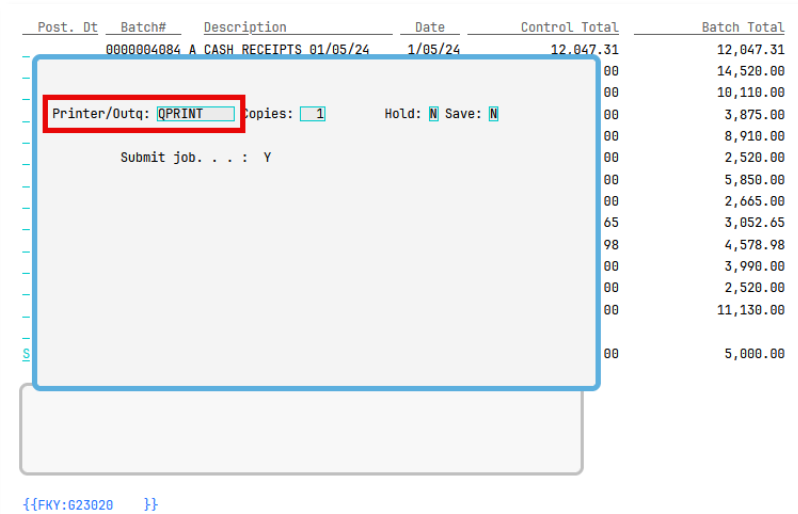 Post. Dt Batch# Description Date Control Total Batch Total
0000004084 A CASH RECEIPTS 01/05/24 1/05/24 12,047.31 12,047.31
00 14,520.00
00 10,110.00
Printer/Outq: QPRINT Copies: 1 Hold: N Save: N
00 3,875.00
00 8,910.00
Submit job. . . : Y
00 2,520.00
00 5,850.00
00 2,665.00
65 3,052.65
98 4,578.98
00 3,990.00
00 2,520.00
00 11,130.00
S 00 5,000.00
{{FKY:G23020 }}